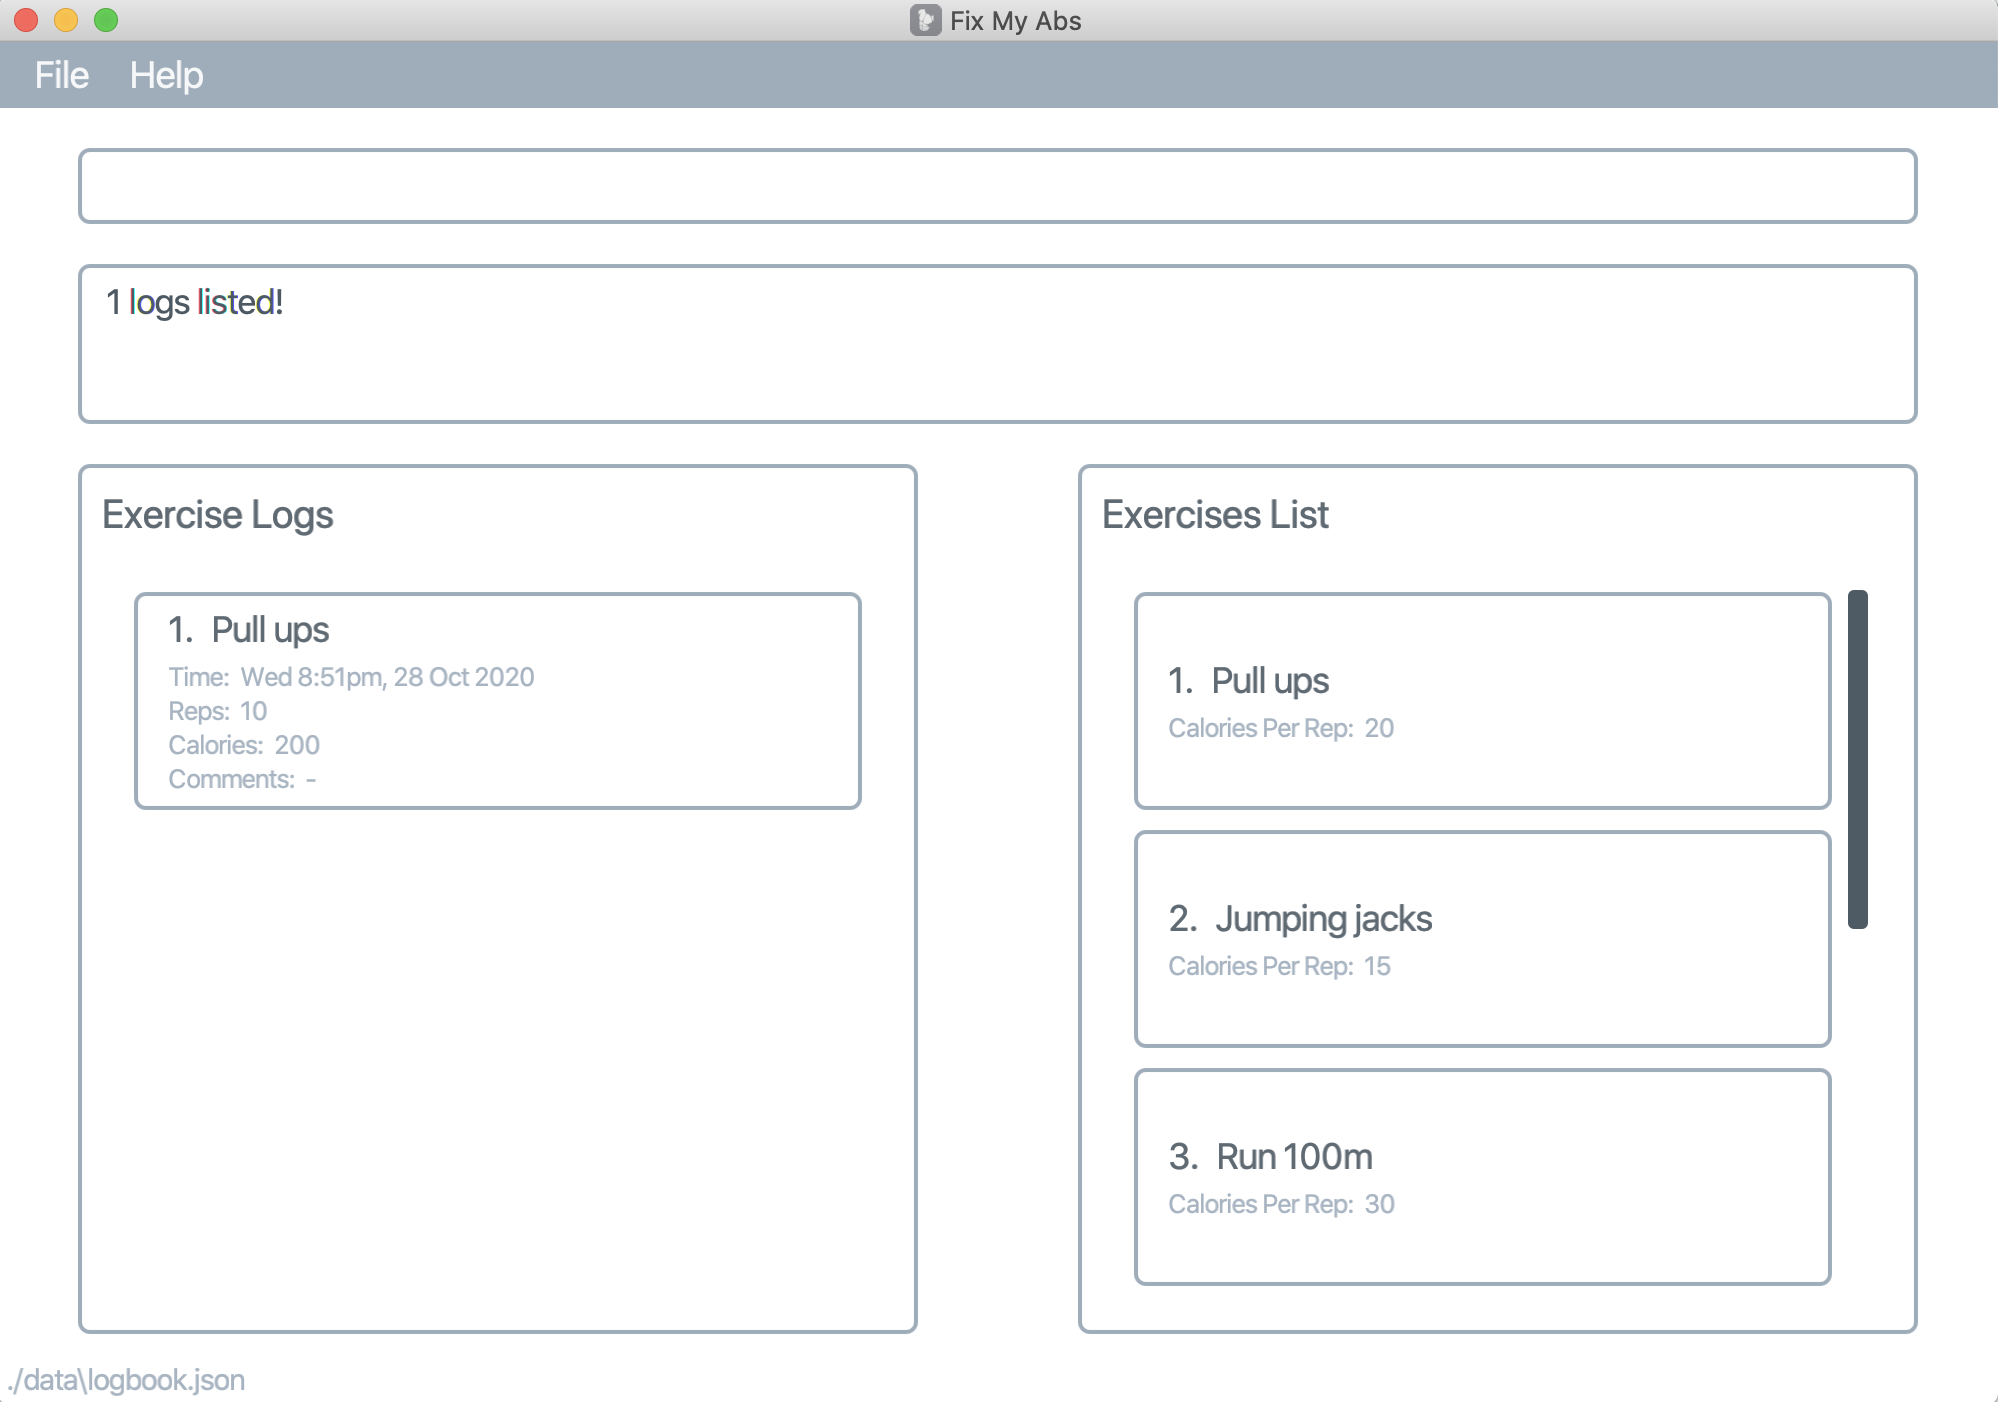 Fix My Abs
File Help
1 logs listed!
Exercise Logs
1. Pull ups
Time: Wed 8:51pm, 28 Oct 2020
Reps: 10
Calories: 200
Comments: -
Exercises List
1. Pull ups
Calories Per Rep: 20
2. Jumping jacks
Calories Per Rep: 15
3. Run 100m
Calories Per Rep: 30
./data\logbook.json